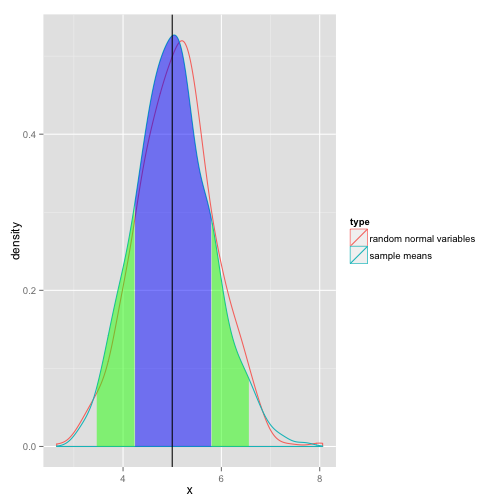 density
0.4
0.2
0.0
4
6
8
x
type
random normal variables
sample means